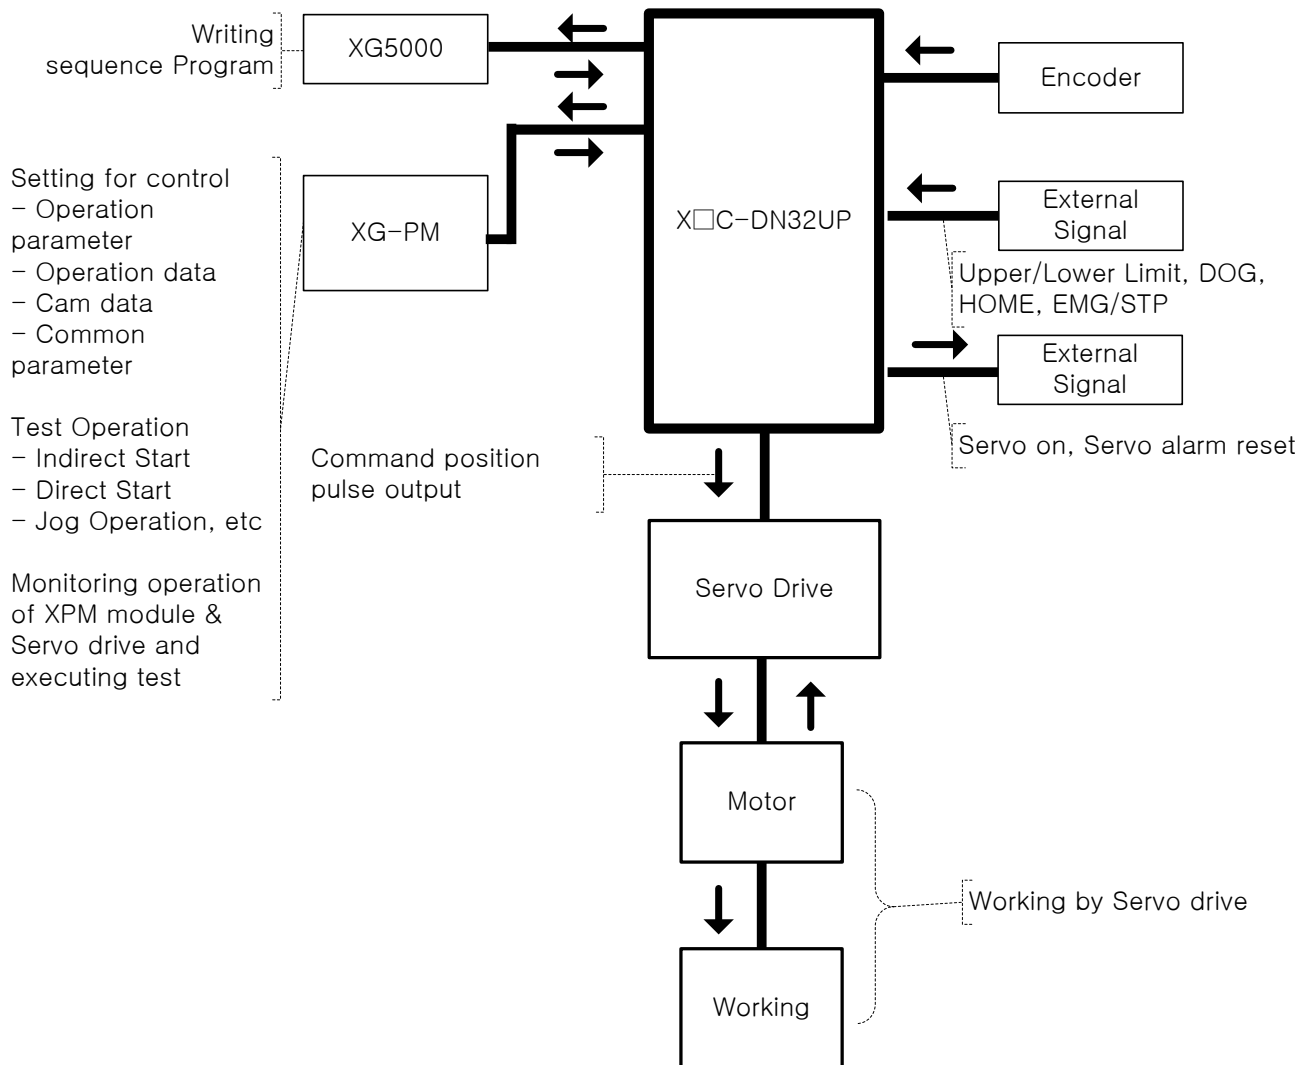 Writing
sequence Program
XG5000
Encoder
Setting for control
- Operation
parameter
- Operation data
- Cam data
- Common
parameter
XG-PM
X□C-DN32UP
External
Signal
Upper/Lower Limit, DOG,
HOME, EMG/STP
External
Signal
Servo on, Servo alarm reset
Test Operation
- Indirect Start
- Direct Start
- Jog Operation, etc
Command position
pulse output
Monitoring operation
of XPM module &
Servo drive and
executing test
Servo Drive
Motor
Working by Servo drive
Working